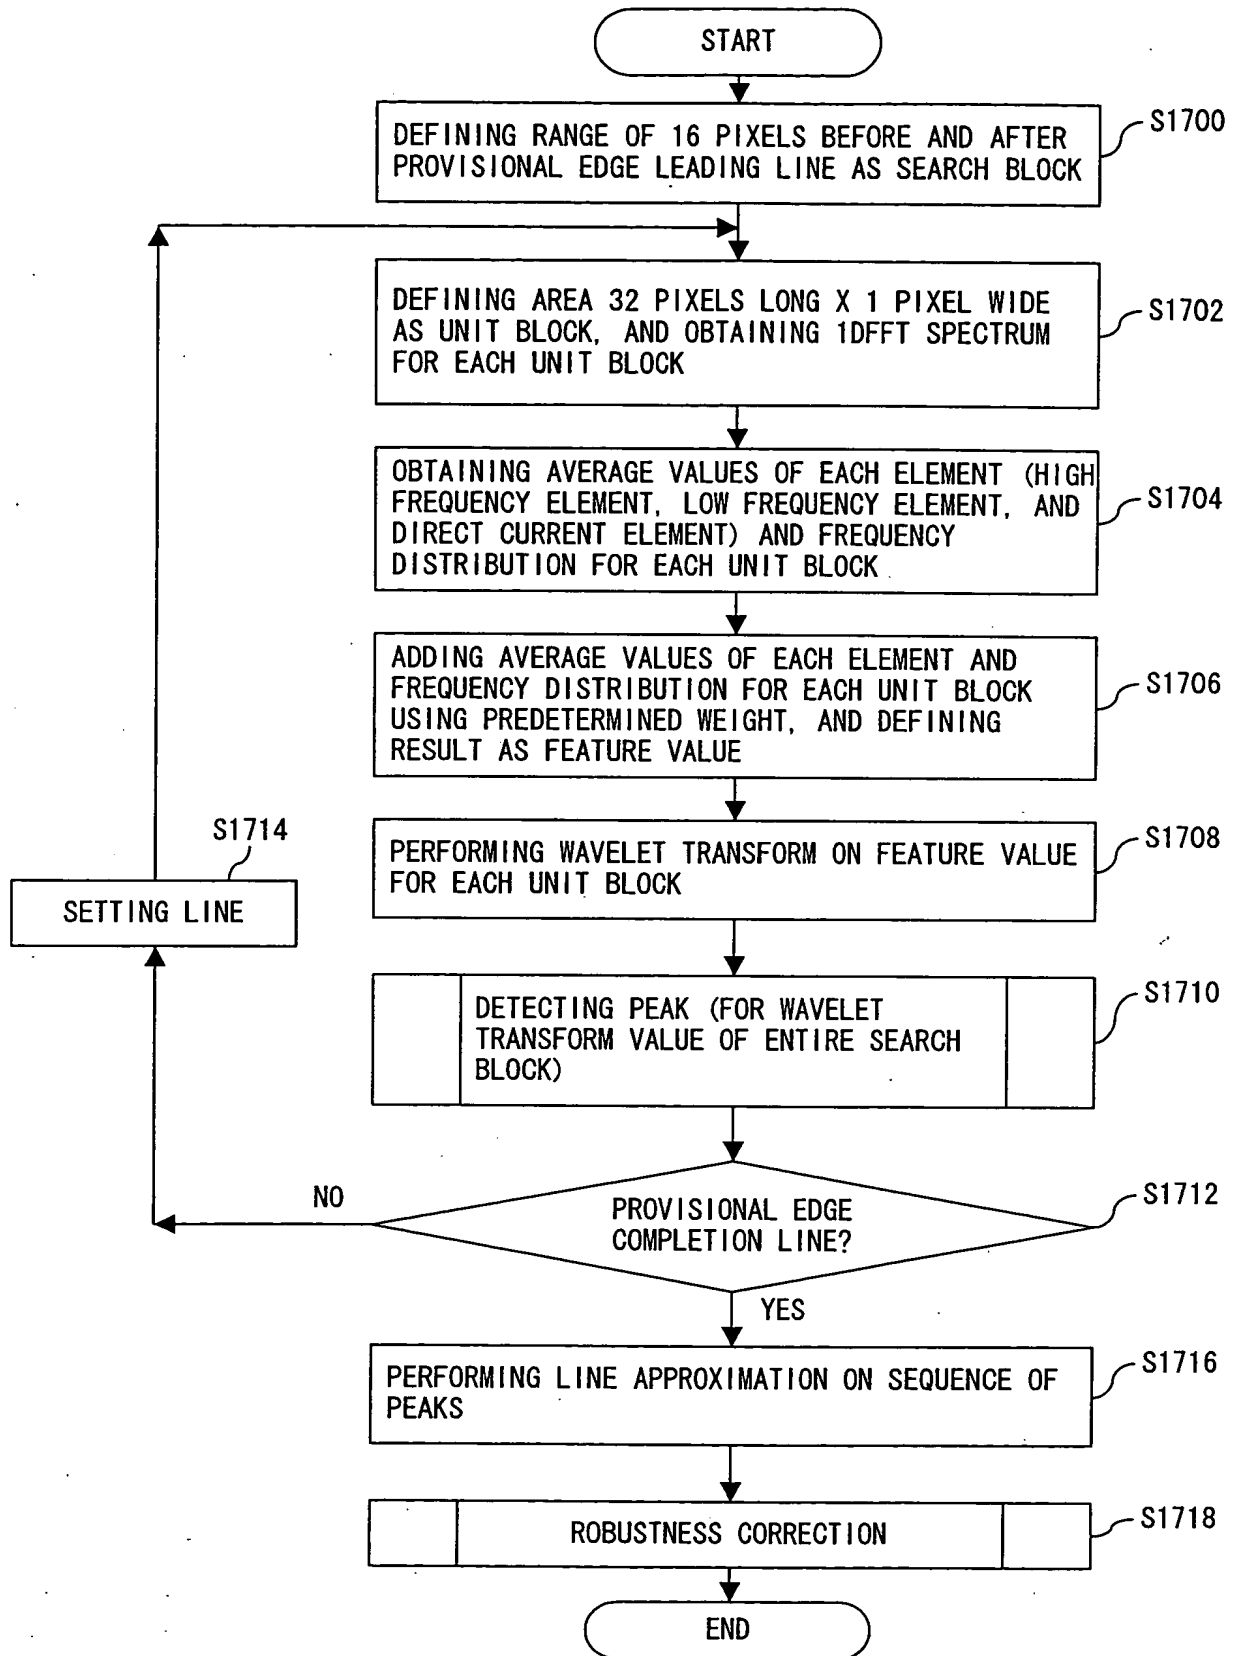 START
DEFINING RANGE OF 16 PIXELS BEFORE AND AFTER
PROVISIONAL EDGE LEADING LINE AS SEARCH BLOCK
S1700
DEFINING AREA 32 PIXELS LONG X 1 PIXEL WIDE
AS UNIT BLOCK, AND OBTAINING 1DFFT SPECTRUM
FOR EACH UNIT BLOCK
S1702
OBTAINING AVERAGE VALUES OF EACH ELEMENT (HIGH
FREQUENCY ELEMENT, LOW FREQUENCY ELEMENT, AND
DIRECT CURRENT ELEMENT) AND FREQUENCY
DISTRIBUTION FOR EACH UNIT BLOCK
S1704
ADDING AVERAGE VALUES OF EACH ELEMENT AND
FREQUENCY DISTRIBUTION FOR EACH UNIT BLOCK
USING PREDETERMINED WEIGHT, AND DEFINING
RESULT AS FEATURE VALUE
S1706
PERFORMING WAVELET TRANSFORM ON FEATURE VALUE
FOR EACH UNIT BLOCK
S1708
S1714
SETTING LINE
DETECTING PEAK (FOR WAVELET
TRANSFORM VALUE OF ENTIRE SEARCH
BLOCK)
S1710
NO
PROVISIONAL EDGE
COMPLETION LINE?
S1712
YES
PERFORMING LINE APPROXIMATION ON SEQUENCE OF
PEAKS
S1716
ROBUSTNESS CORRECTION
S1718
END